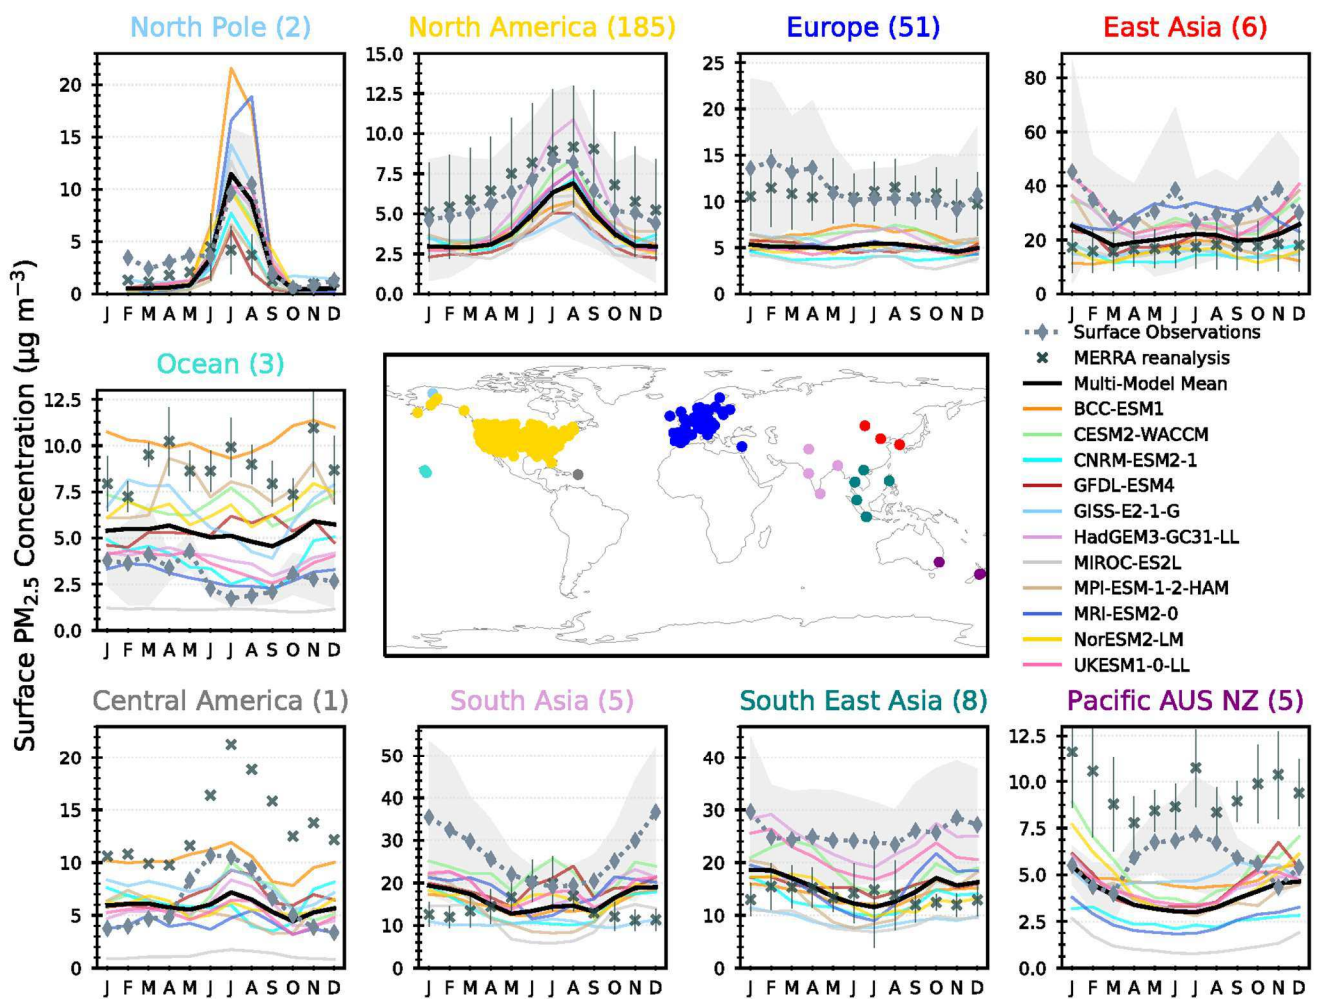 North Pole (2)
North America (185)
Europe (51)
East Asia (6)
20
15
10
5
0
15.0
12.5
10.0
7.5
5.0
2.5
0.0
25
20
15
10
5
0
80
60
40
20
0
J F M A M J J A S O N D
J F M A M J J A S O N D
J F M A M J J A S O N D
J F M A M J J A S O N D
Surface PM2.5 Concentration (μg m−3)
Ocean (3)
12.5
10.0
7.5
5.0
2.5
0.0
J F M A M J J A S O N D
Surface Observations
MERRA reanalysis
Multi-Model Mean
BCC-ESM1
CESM2-WACCM
CNRM-ESM2-1
GFDL-ESM4
GISS-E2-1-G
HadGEM3-GC31-LL
MIROC-ES2L
MPI-ESM-1-2-HAM
MRI-ESM2-0
NorESM2-LM
UKESM1-0-LL
Central America (1)
South Asia (5)
South East Asia (8)
Pacific AUS NZ (5)
20
15
10
5
0
50
40
30
20
10
0
40
30
20
10
0
12.5
10.0
7.5
5.0
2.5
0.0
J F M A M J J A S O N D
J F M A M J J A S O N D
J F M A M J J A S O N D
J F M A M J J A S O N D